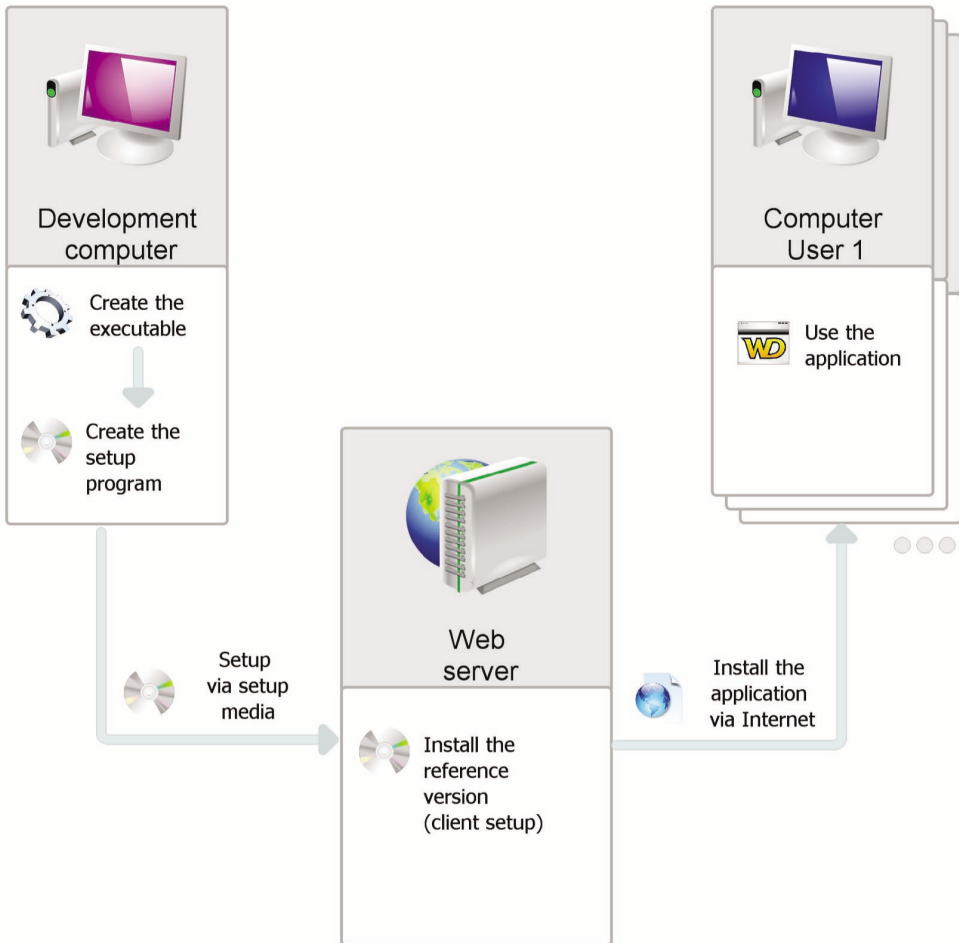 Development
computer
Create the
executable
Create the
setup
program
Setup
via setup
media
Web
server
Install the
reference
version
(client setup)
Install the
application
via Internet
Computer
User 1
WD
Use the
application